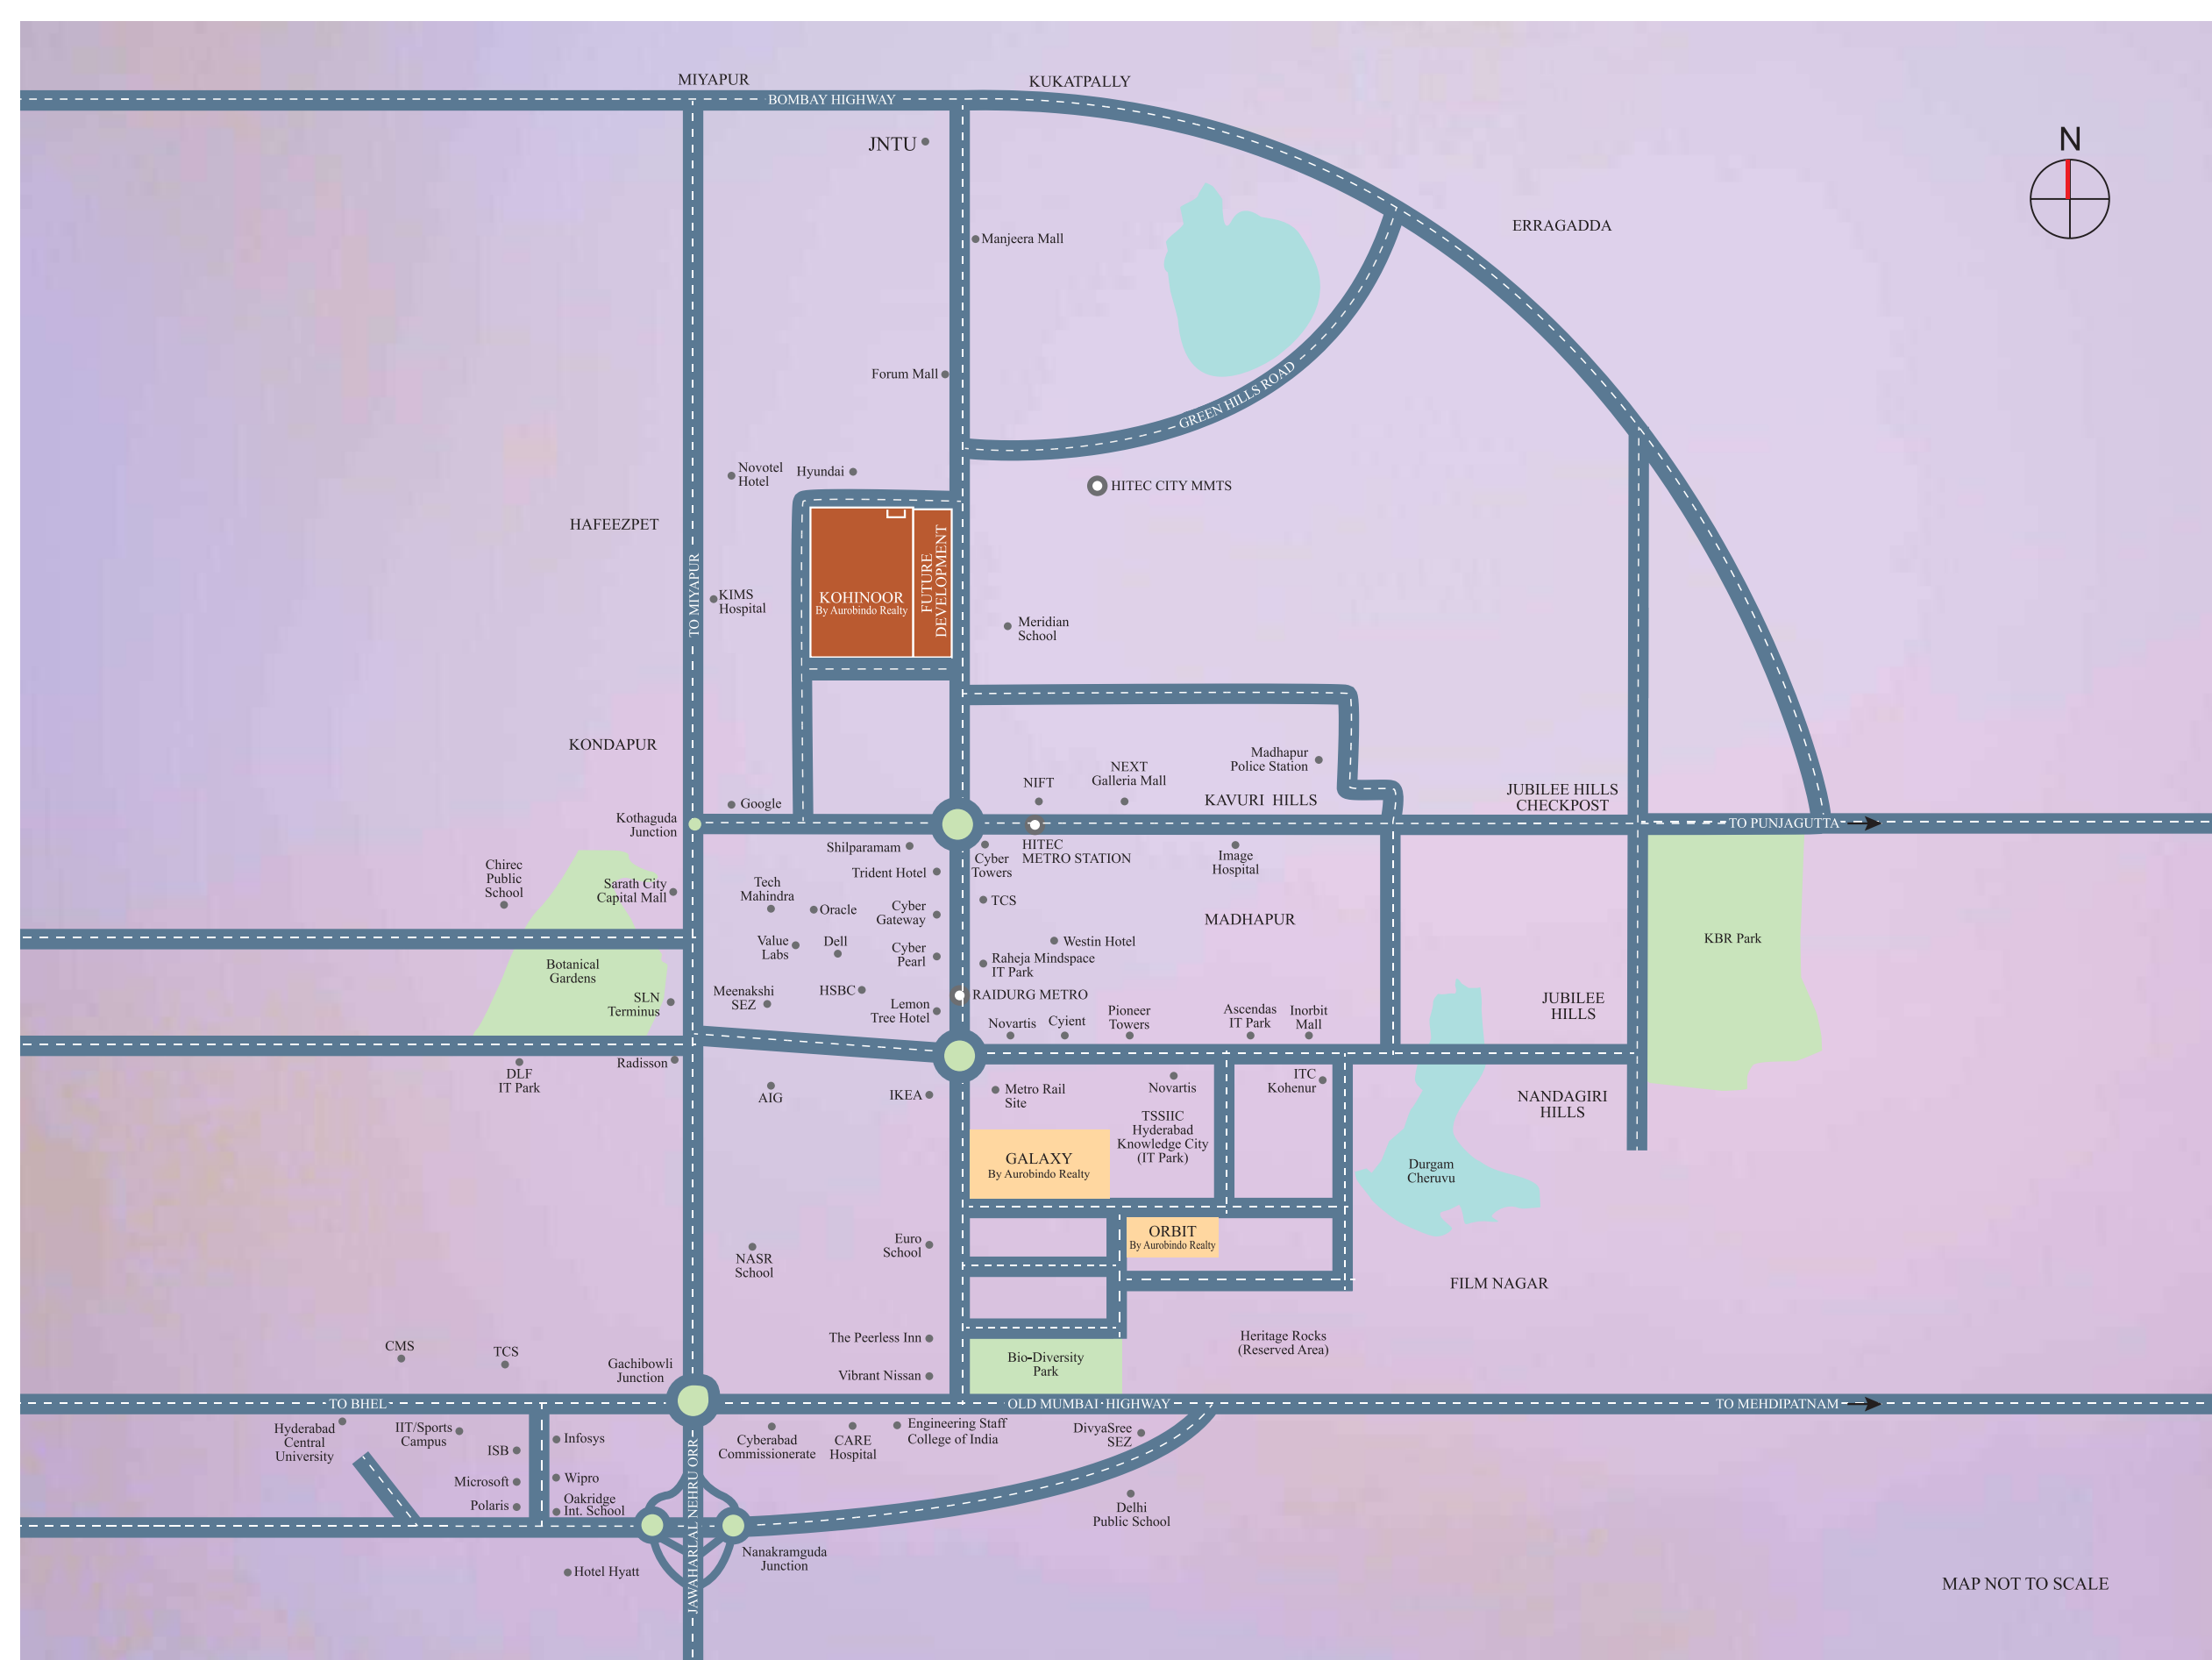 MIYAPUR
KUKATPALLY
BOMBAY HIGHWAY
N
JNTU
ERRAGADDA
Manjeera Mall
Forum Mall
GREEN HILLS ROAD
Novotel
Hotel
Hyundai
HITEC CITY MMTS
HAFEEZPET
TO MIYAPUR
KIMS
Hospital
KOHINOOR
By Aurobindo Realty
FUTURE
DEVELOPMENT
Meridian
School
KONDAPUR
Madhapur
Police Station
NEXT
Galleria Mall
NIFT
KAVURI HILLS
JUBILEE HILLS
CHECKPOST
Google
Kothaguda
Junction
TO PUNJAGUTTA
Shilparamam
Cyber
Towers
HITEC
METRO STATION
Image
Hospital
Trident Hotel
Chirec
Public
School
Sarath City
Capital Mall
Tech
Mahindra
Oracle
Cyber
Gateway
TCS
MADHAPUR
KBR Park
Value
Labs
Dell
Cyber
Pearl
Westin Hotel
Raheja Mindspace
IT Park
Botanical
Gardens
SLN
Terminus
Meenakshi
SEZ
HSBC
Lemon
Tree Hotel
RAIDURG METRO
JUBILEE
HILLS
Novartis
Cyient
Pioneer
Towers
Ascendas
IT Park
Inorbit
Mall
Radisson
DLF
IT Park
AIG
IKEA
Metro Rail
Site
Novartis
ITC
Kohenur
NANDAGIRI
HILLS
TSSIIC
Hyderabad
Knowledge City
(IT Park)
GALAXY
By Aurobindo Realty
Durgam
Cheruvu
ORBIT
By Aurobindo Realty
Euro
School
NASR
School
FILM NAGAR
The Peerless Inn
Heritage Rocks
(Reserved Area)
CMS
TCS
Gachibowli
Junction
Vibrant Nissan
Bio-Diversity
Park
TO BHEL
OLD MUMBAI HIGHWAY
TO MEHDIPATNAM
Hyderabad
Central
University
IIT/Sports
Campus
ISB
Infosys
Microsoft
Wipro
Polaris
Oakridge
Int. School
JAWAHARLAL NEHRU ORR
Cyberabad
Commissionerate
CARE
Hospital
Engineering Staff
College of India
DivyaSree
SEZ
Delhi
Public School
Nanakramguda
Junction
Hotel Hyatt
MAP NOT TO SCALE